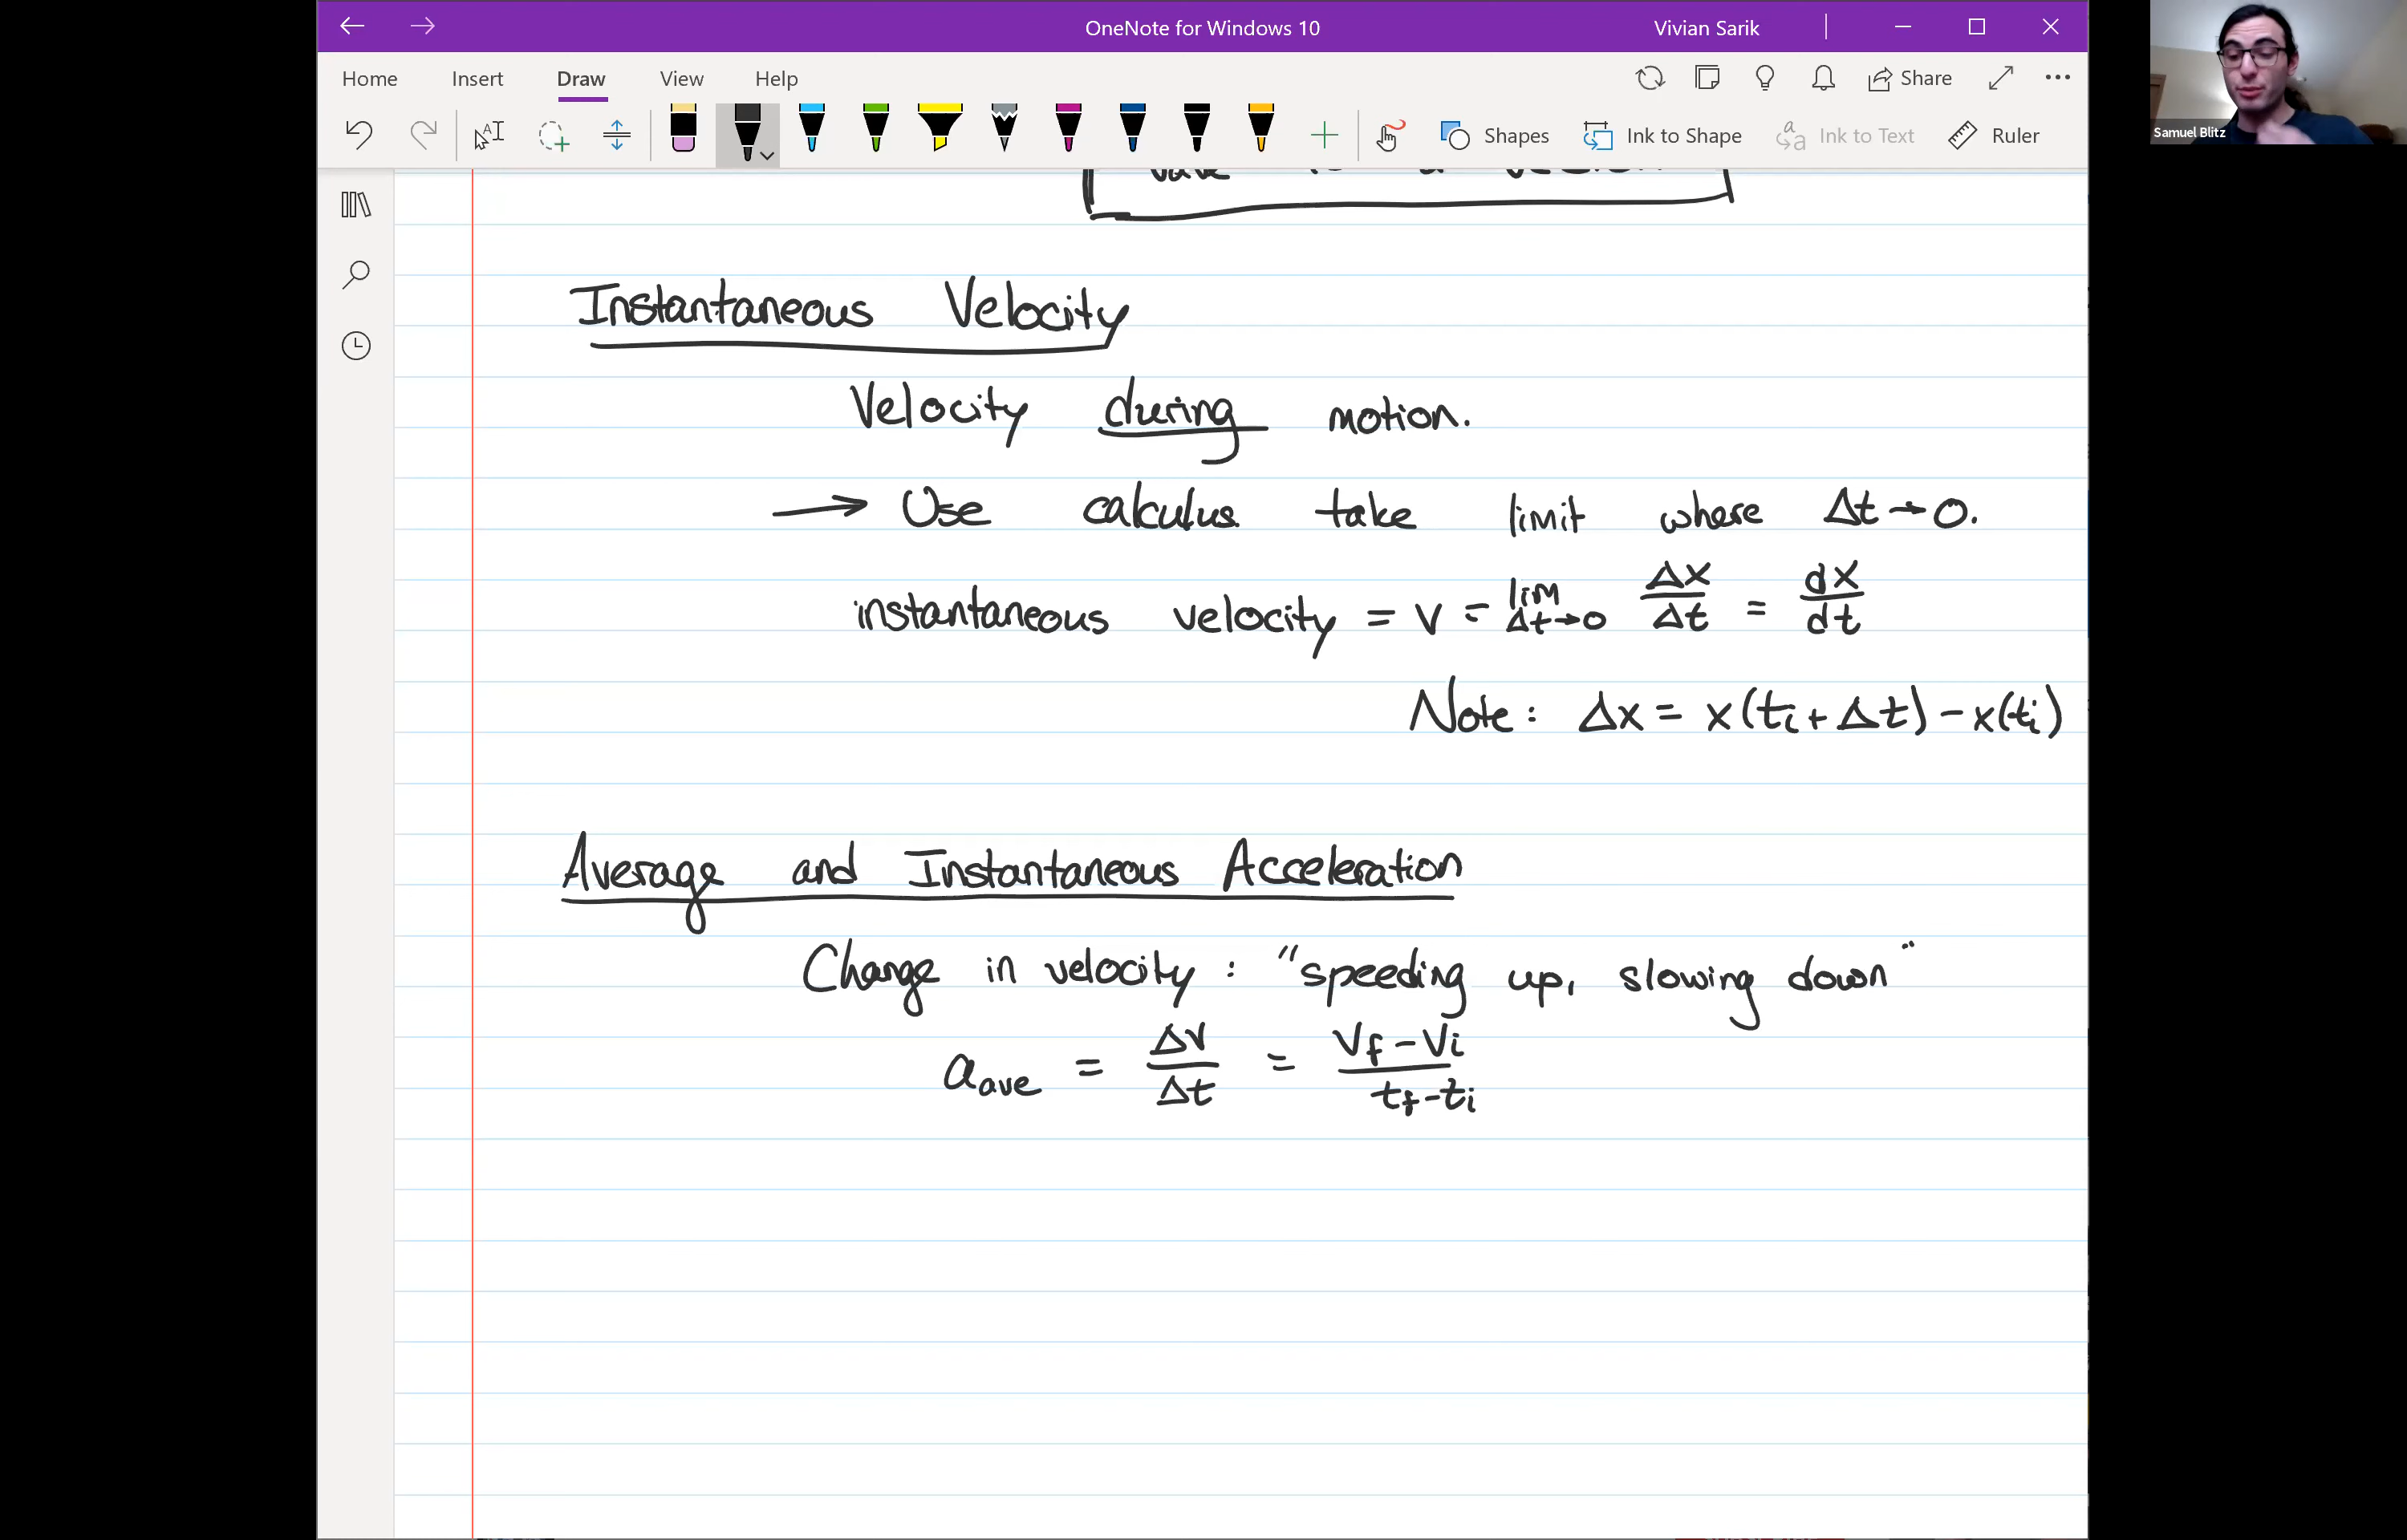 OneNote for Windows 10
Vivian Sarik
Home Insert Draw View Help
Share
Shapes Ink to Shape Ink to Text Ruler
Samuel Blitz
is a
Instantaneous Velocity
Velocity during motion.
→ Use calculus take limit where Δt→0.
instantaneous velocity = v = lim Δt→0 Δx/Δt = dx/dt
Note: Δx = x(ti + Δt) - x(ti)
Average and Instantaneous Acceleration
Change in velocity: "speeding up, slowing down"
aave = Δv/Δt = vf-vi/tf-ti